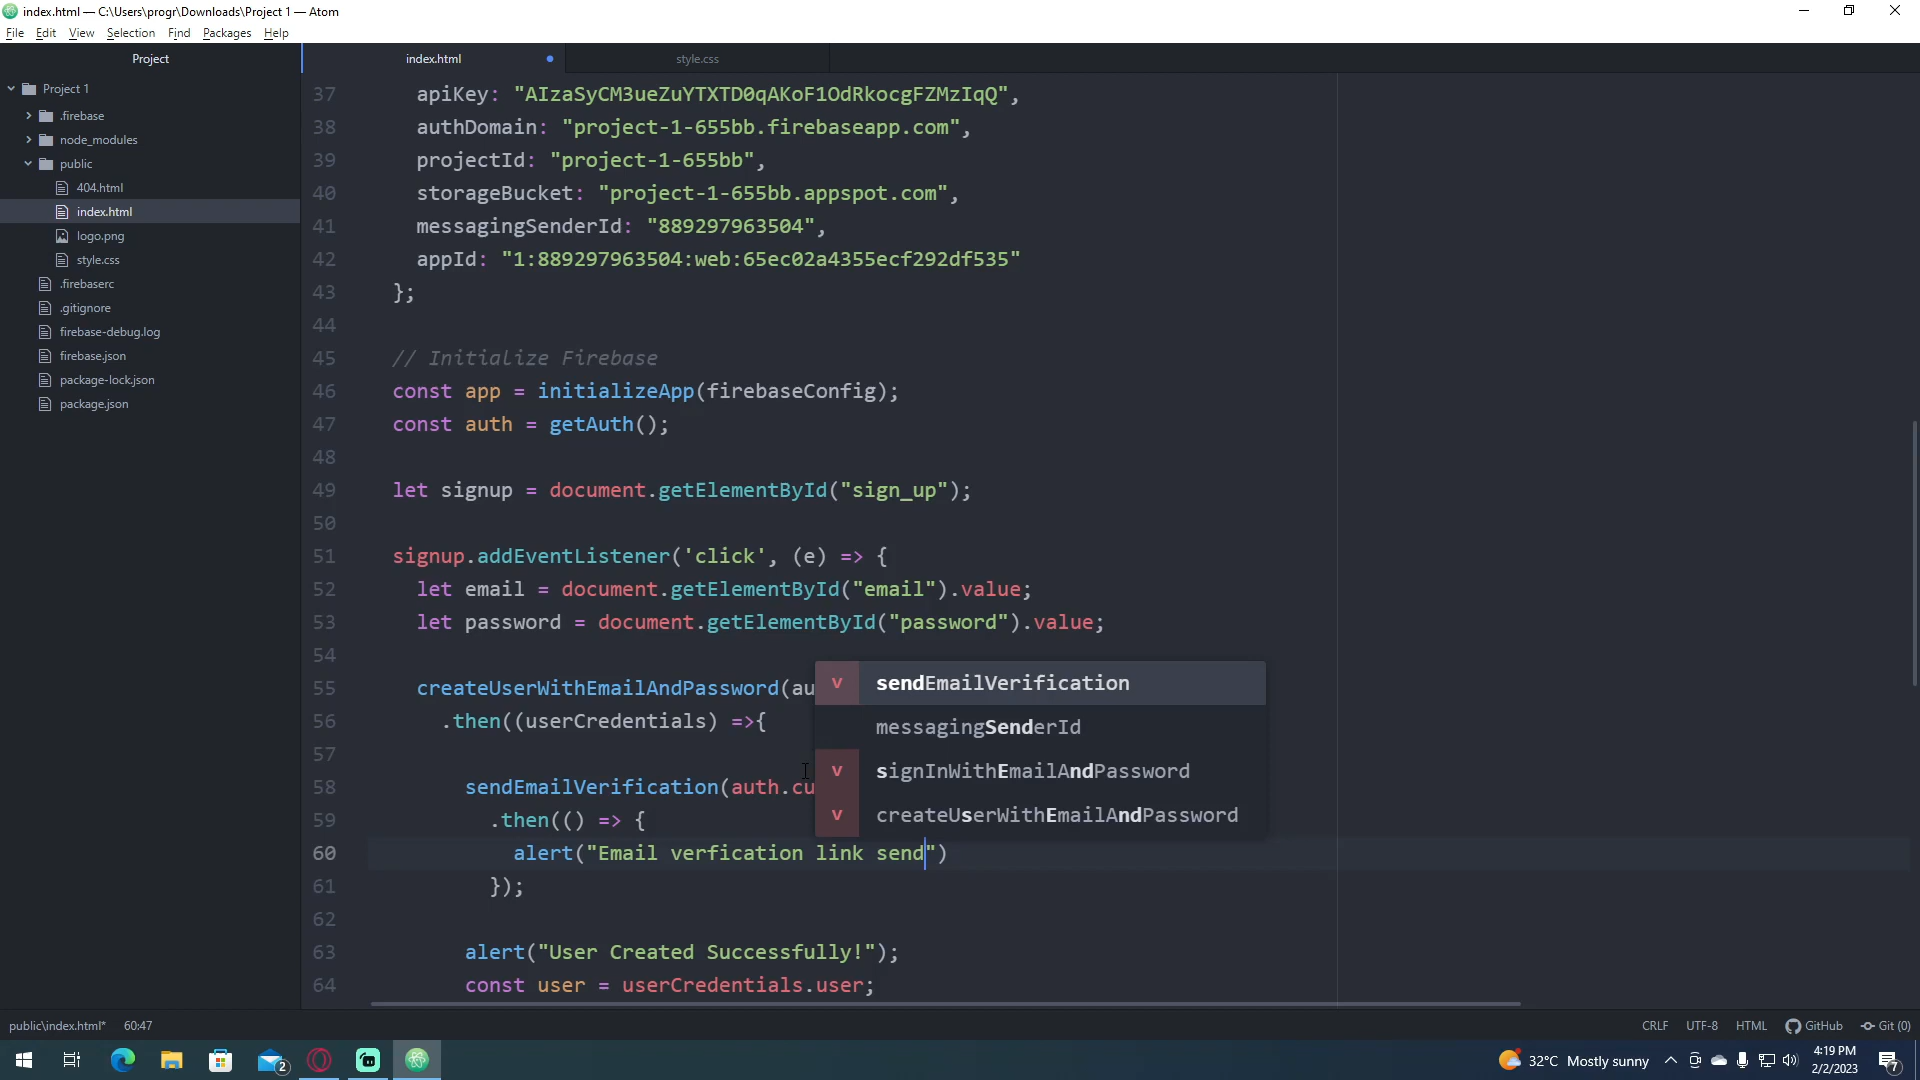 index.html — C:\Users\progr\Downloads\Project 1 — Atom
File Edit View Selection Find Packages Help
Project
index.html
style.css
Project 1
.firebase
node_modules
public
404.html
index.html
logo.png
style.css
.firebaserc
.gitignore
firebase-debug.log
firebase.json
package-lock.json
package.json
37 apiKey: "AIzaSyCM3ueZuYTXTD0qAKoF1OdRkocgFZMzIqQ",
38 authDomain: "project-1-655bb.firebaseapp.com",
39 projectId: "project-1-655bb",
40 storageBucket: "project-1-655bb.appspot.com",
41 messagingSenderId: "889297963504",
42 appId: "1:889297963504:web:65ec02a4355ecf292df535"
43 };
44
45 // Initialize Firebase
46 const app = initializeApp(firebaseConfig);
47 const auth = getAuth();
48
49 let signup = document.getElementById("sign_up");
50
51 signup.addEventListener('click', (e) => {
52 let email = document.getElementById("email").value;
53 let password = document.getElementById("password").value;
54
55 createUserWithEmailAndPassword(au
56 .then((userCredentials) =>{
57
58 sendEmailVerification(auth.cu
59 .then(() => {
60 alert("Email verfication link send")
61 });
62
63 alert("User Created Successfully!");
64 const user = userCredentials.user;
v sendEmailVerification
messagingSenderId
v signInWithEmailAndPassword
v createUserWithEmailAndPassword
public\index.html* 60:47
CRLF UTF-8 HTML GitHub Git (0)
2
32°C Mostly sunny
4:19 PM
2/2/2023
7